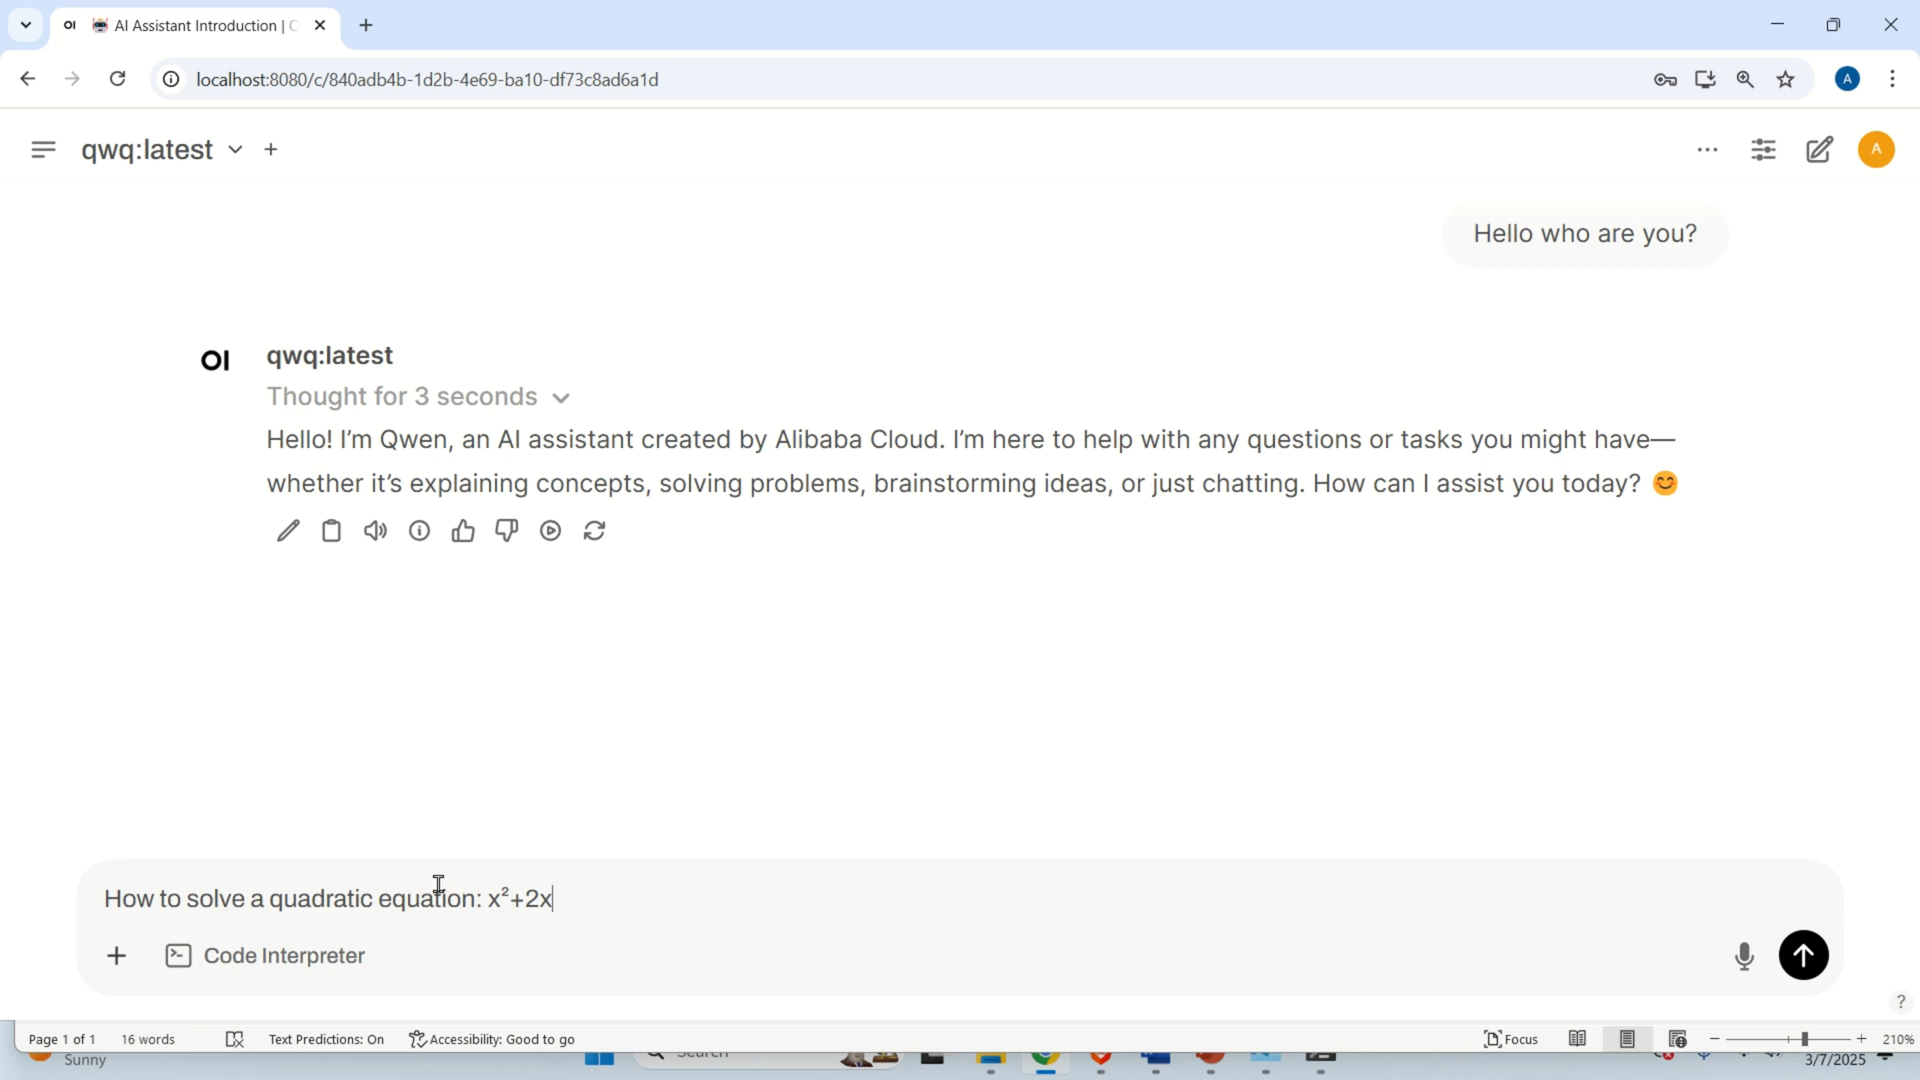 AI Assistant Introduction |
localhost:8080/c/840adb4b-1d2b-4e69-ba10-df73c8ad6a1d
A
qwq:latest
A
Hello who are you?
OI
qwq:latest
Thought for 3 seconds
Hello! I'm Qwen, an AI assistant created by Alibaba Cloud. I'm here to help with any questions or tasks you might have—
whether it's explaining concepts, solving problems, brainstorming ideas, or just chatting. How can I assist you today? 😊
How to solve a quadratic equation: x²+2x
Code Interpreter
?
Page 1 of 1 16 words Text Predictions: On Accessibility: Good to go Focus 210%
Sunny Search 3/7/2025